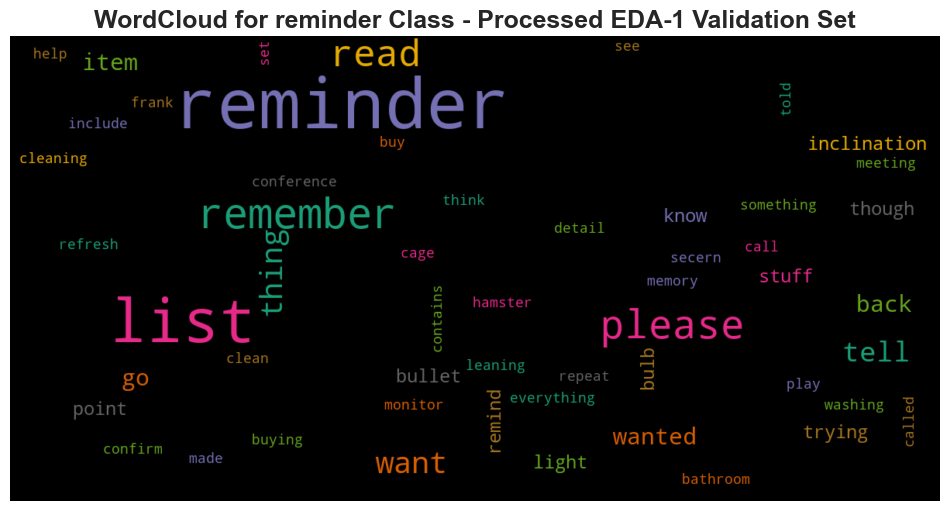 WordCloud for reminder Class - Processed EDA-1 Validation Set
help
item
set
read
see
reminder
frank
include
told
cleaning
buy
inclination
meeting
conference
remember
think
detail
know
something
though
refresh
thing
cage
secern
call
memory
stuff
list
contains
hamster
please
back
clean
tell
go
bullet
leaning
repeat
bulb
play
point
monitor
remind
everything
washing
called
confirm
made
buying
want
light
wanted
trying
bathroom